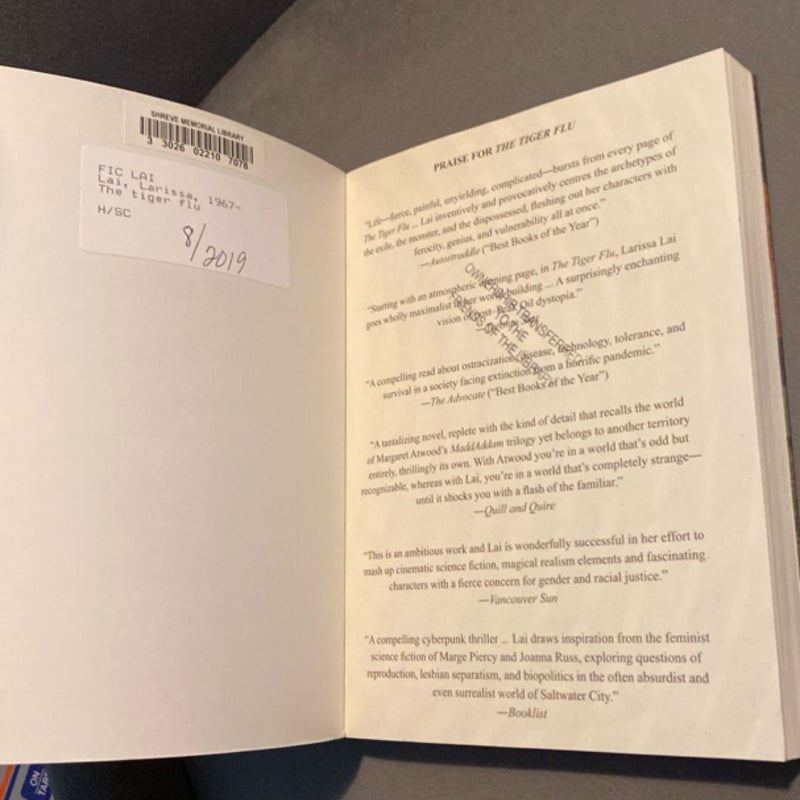 SHREVE MEMORIAL LIBRARY
3 3026 02210 7076
FIC LAI
Lai, Larissa, 1967-
The tiger flu
H/SC
8/2019
PRAISE FOR THE TIGER FLU
"Life—fierce, painful, unyielding, complicated—bursts from every page of
The Tiger Flu ... Lai inventively and provocatively centres the archetypes of
the exile, the monster, and the dispossessed, fleshing out her characters with
ferocity, genius, and vulnerability all at once."
—Autostraddle ("Best Books of the Year")
"Starting with an atmospheric opening page, in The Tiger Flu, Larissa Lai
goes wholly maximalist in her world-building ... A surprisingly enchanting
vision of post-Peak Oil dystopia."
OWNERSHIP TRANSFERRED
TO THE
FRIENDS OF THE LIBRARY
"A compelling read about ostracization, disease, technology, tolerance, and
survival in a society facing extinction from a horrific pandemic."
—The Advocate ("Best Books of the Year")
"A tantalizing novel, replete with the kind of detail that recalls the world
of Margaret Atwood's MaddAddam trilogy yet belongs to another territory
entirely, thrillingly its own. With Atwood you're in a world that's odd but
recognizable, whereas with Lai, you're in a world that's completely strange—
until it shocks you with a flash of the familiar."
—Quill and Quire
"This is an ambitious work and Lai is wonderfully successful in her effort to
mash up cinematic science fiction, magical realism elements and fascinating
characters with a fierce concern for gender and racial justice."
—Vancouver Sun
"A compelling cyberpunk thriller ... Lai draws inspiration from the feminist
science fiction of Marge Piercy and Joanna Russ, exploring questions of
reproduction, lesbian separatism, and biopolitics in the often absurdist and
even surrealist world of Saltwater City."
—Booklist
ON